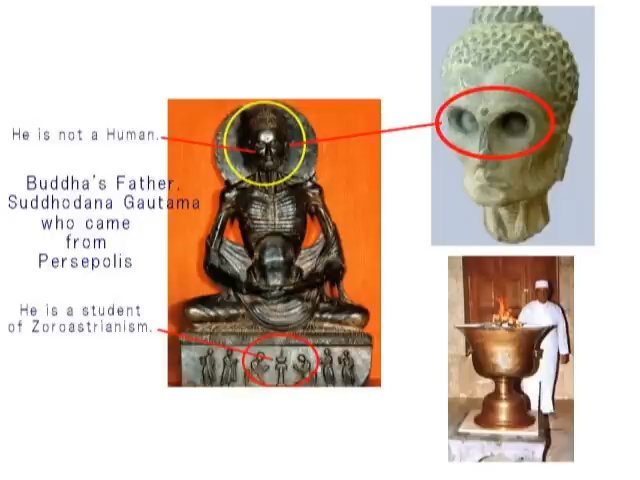 He is not a Human.
Buddha's Father.
Suddhodana Gautama
who came
from
Persepolis
He is a student
of Zoroastrianism.